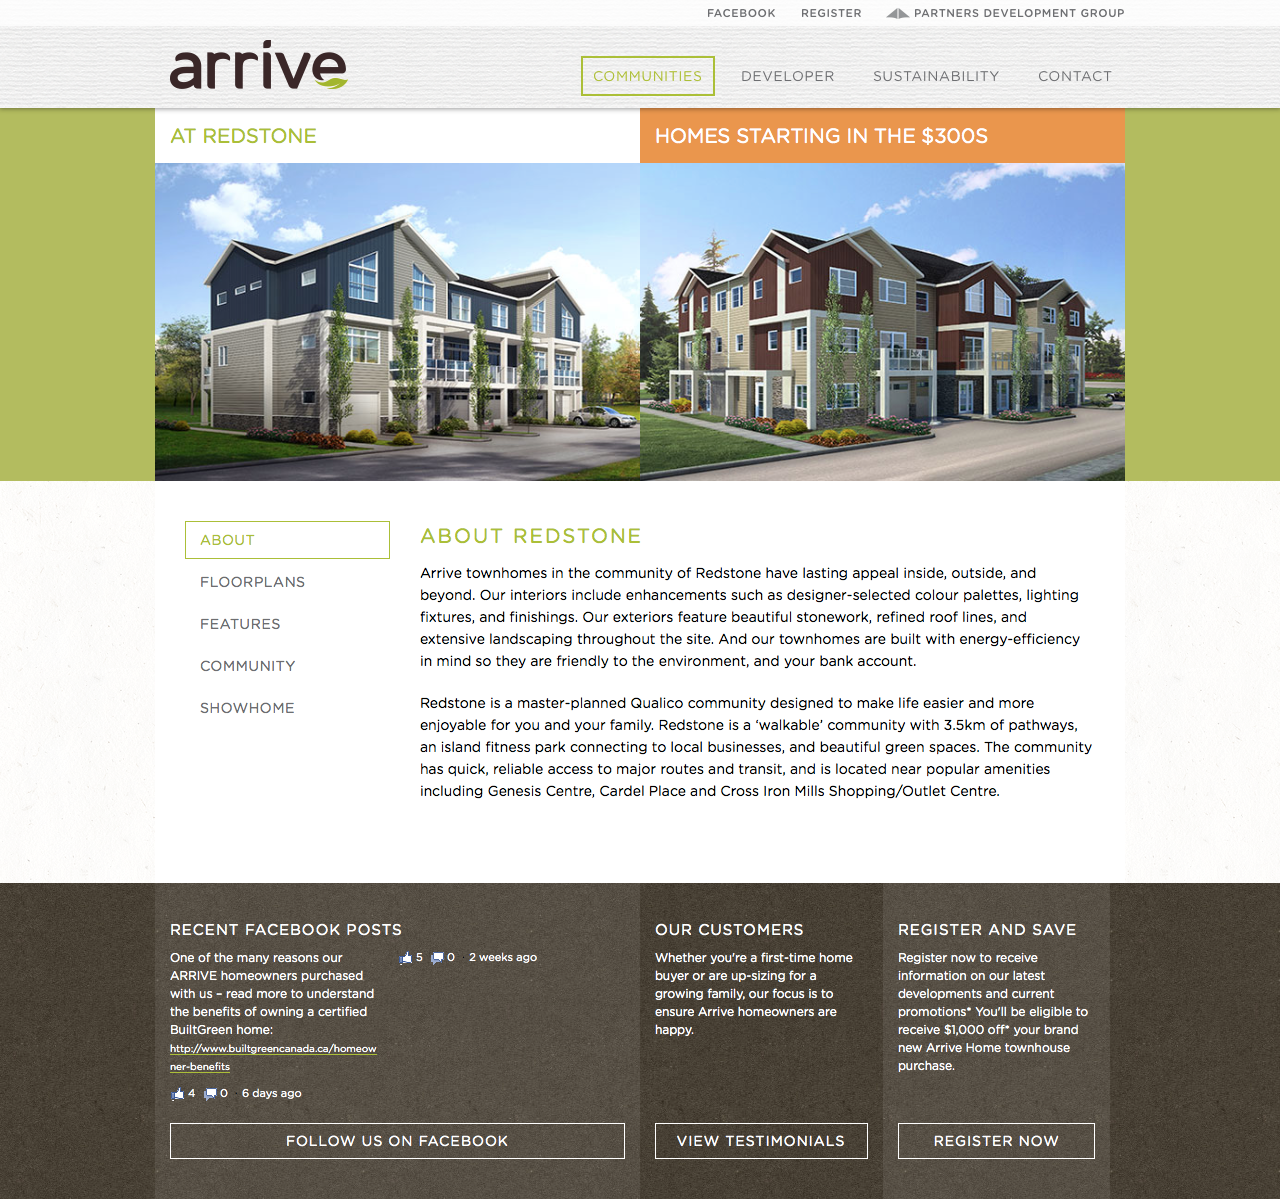 FACEBOOK REGISTER PARTNERS DEVELOPMENT GROUP
arrive
COMMUNITIES DEVELOPER SUSTAINABILITY CONTACT
AT REDSTONE
HOMES STARTING IN THE $300S
ABOUT
FLOORPLANS
FEATURES
COMMUNITY
SHOWHOME
ABOUT REDSTONE
Arrive townhomes in the community of Redstone have lasting appeal inside, outside, and
beyond. Our interiors include enhancements such as designer-selected colour palettes, lighting
fixtures, and finishings. Our exteriors feature beautiful stonework, refined roof lines, and
extensive landscaping throughout the site. And our townhomes are built with energy-efficiency
in mind so they are friendly to the environment, and your bank account.
Redstone is a master-planned Qualico community designed to make life easier and more
enjoyable for you and your family. Redstone is a ‘walkable’ community with 3.5km of pathways,
an island fitness park connecting to local businesses, and beautiful green spaces. The community
has quick, reliable access to major routes and transit, and is located near popular amenities
including Genesis Centre, Cardel Place and Cross Iron Mills Shopping/Outlet Centre.
RECENT FACEBOOK POSTS
One of the many reasons our
ARRIVE homeowners purchased
with us – read more to understand
the benefits of owning a certified
BuiltGreen home:
http://www.builtgreencanada.ca/homeow
ner-benefits
4 0 · 6 days ago
5 0 · 2 weeks ago
FOLLOW US ON FACEBOOK
OUR CUSTOMERS
Whether you're a first-time home
buyer or are up-sizing for a
growing family, our focus is to
ensure Arrive homeowners are
happy.
VIEW TESTIMONIALS
REGISTER AND SAVE
Register now to receive
information on our latest
developments and current
promotions* You'll be eligible to
receive $1,000 off* your brand
new Arrive Home townhouse
purchase.
REGISTER NOW